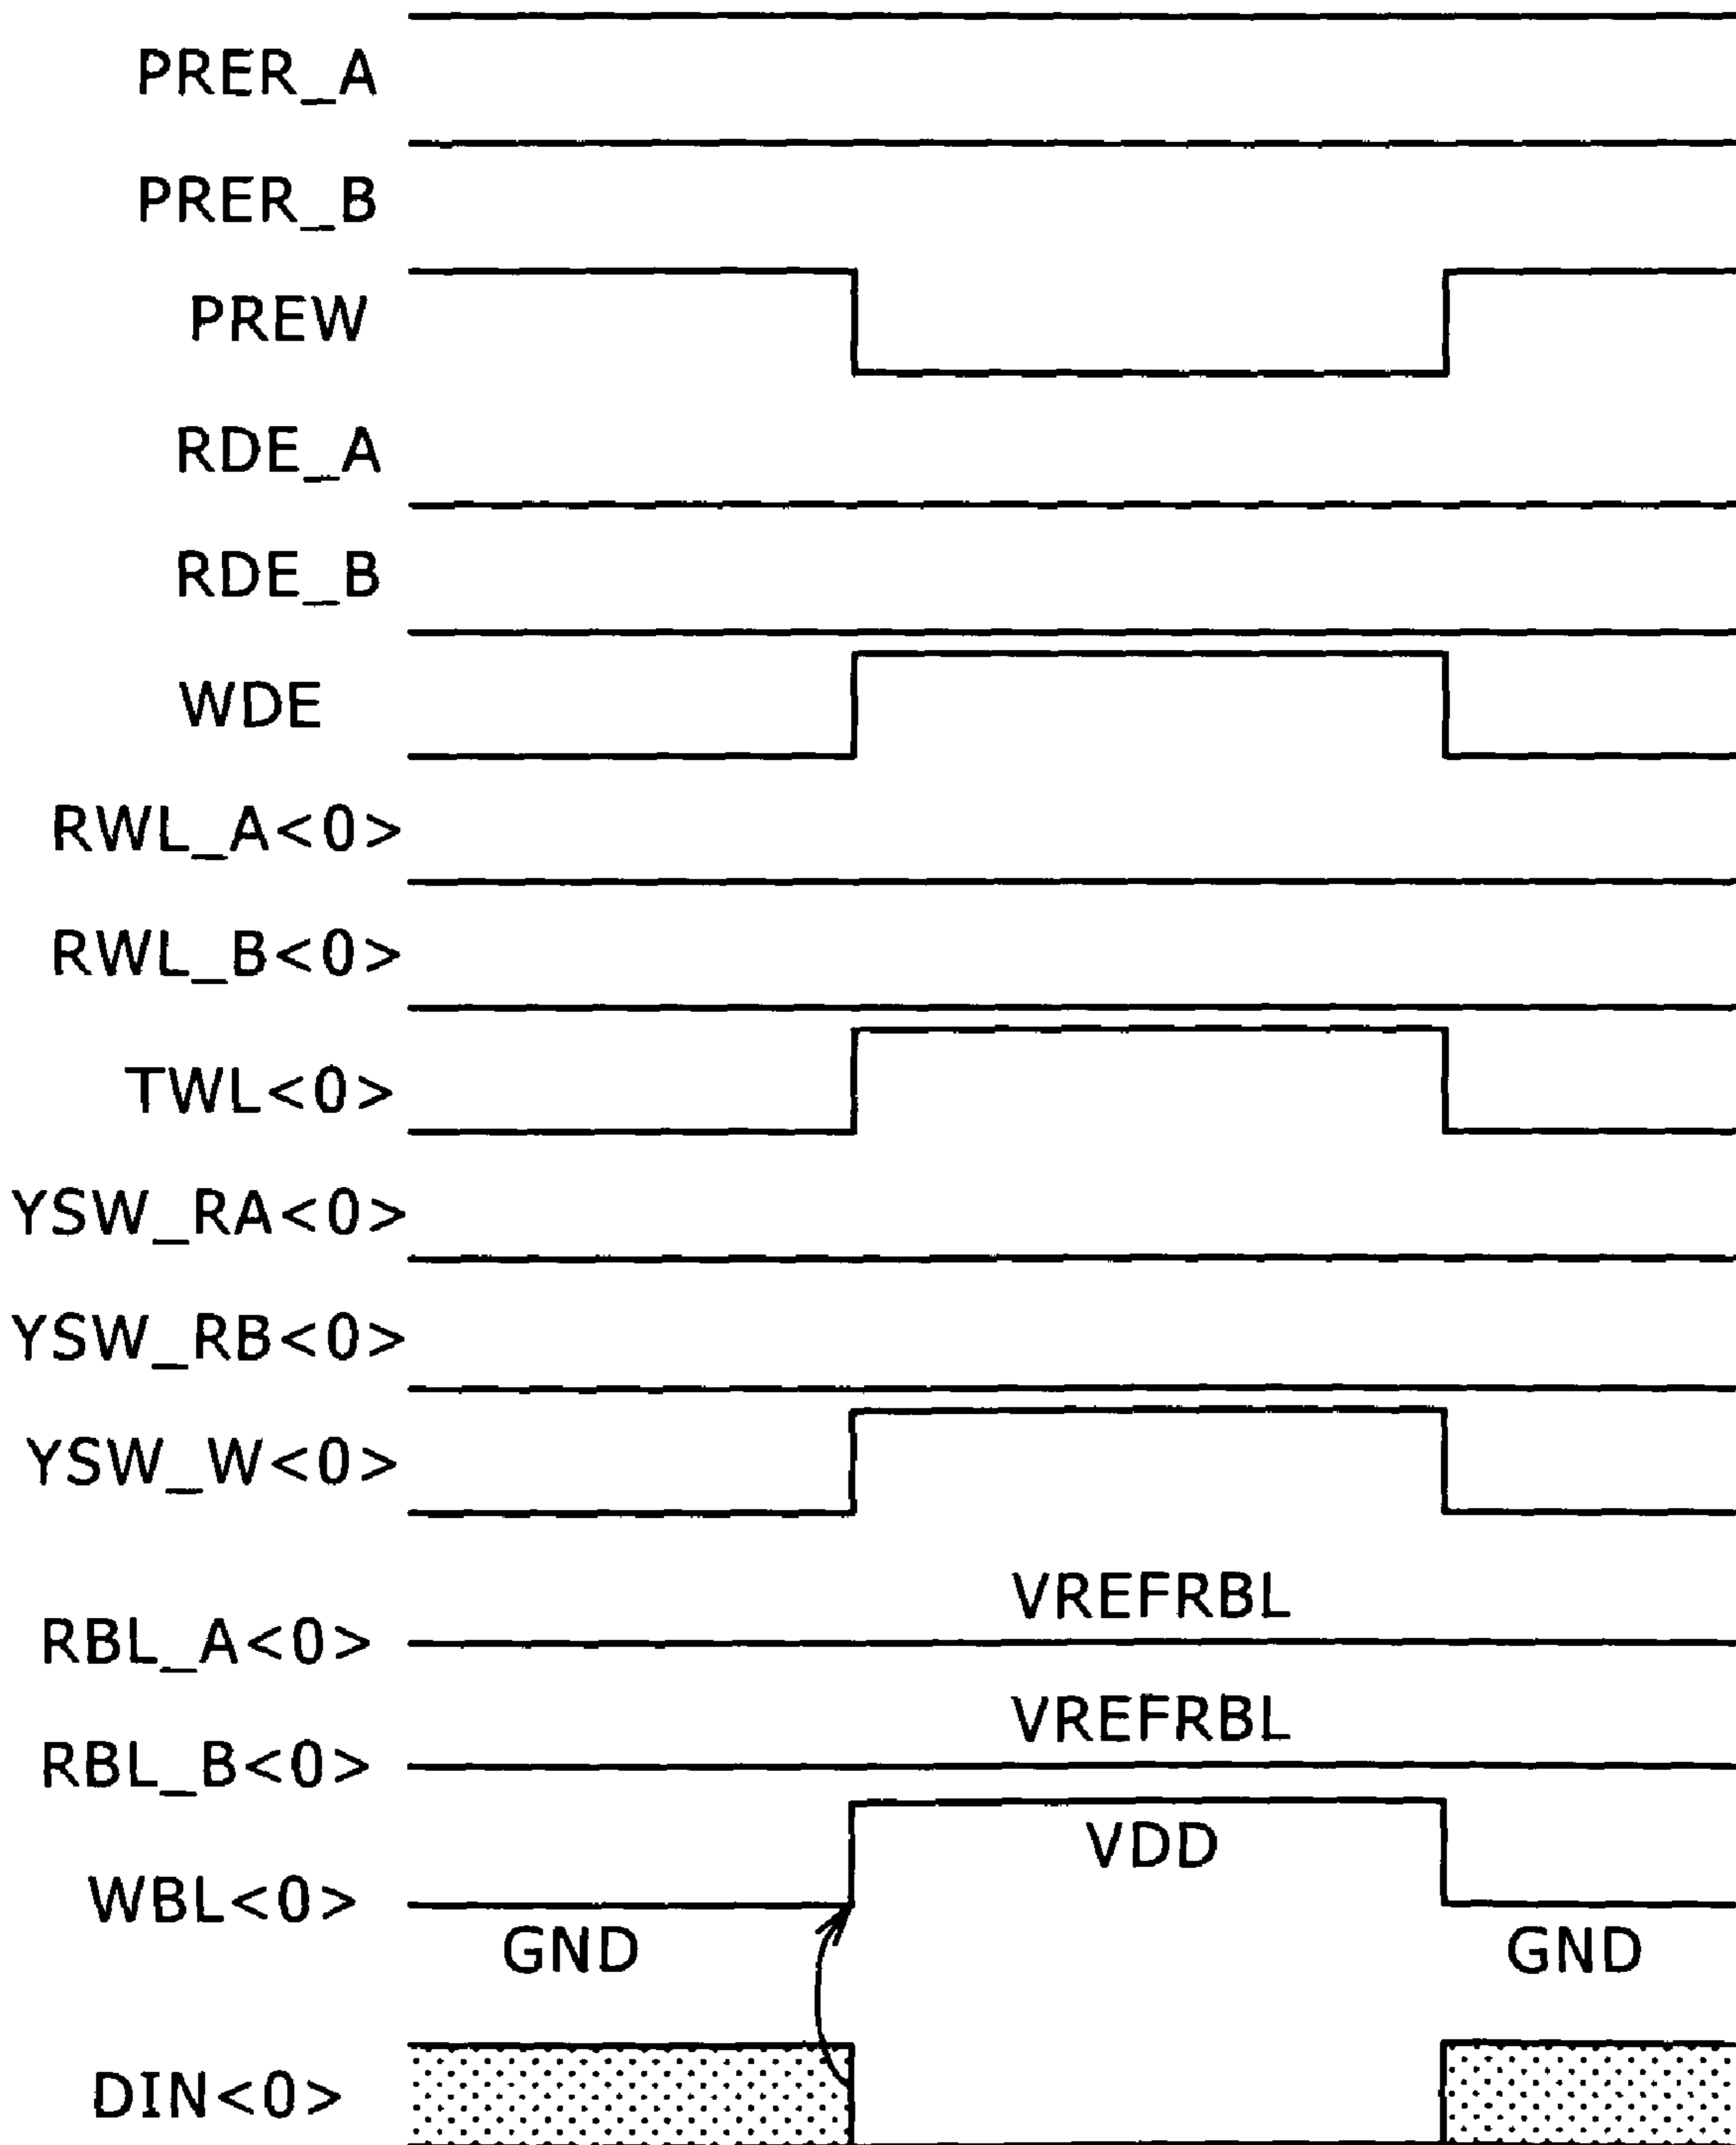 PRER_A
PRER_B
PREW
RDE_A
RDE_B
WDE
RWL_A<0>
RWL_B<0>
TWL<0>
YSW_RA<0>
YSW_RB<0>
YSW_W<0>
VREFRBL
RBL_A<0>
VREFRBL
RBL_B<0>
VDD
WBL<0>
GND GND
DIN<0>